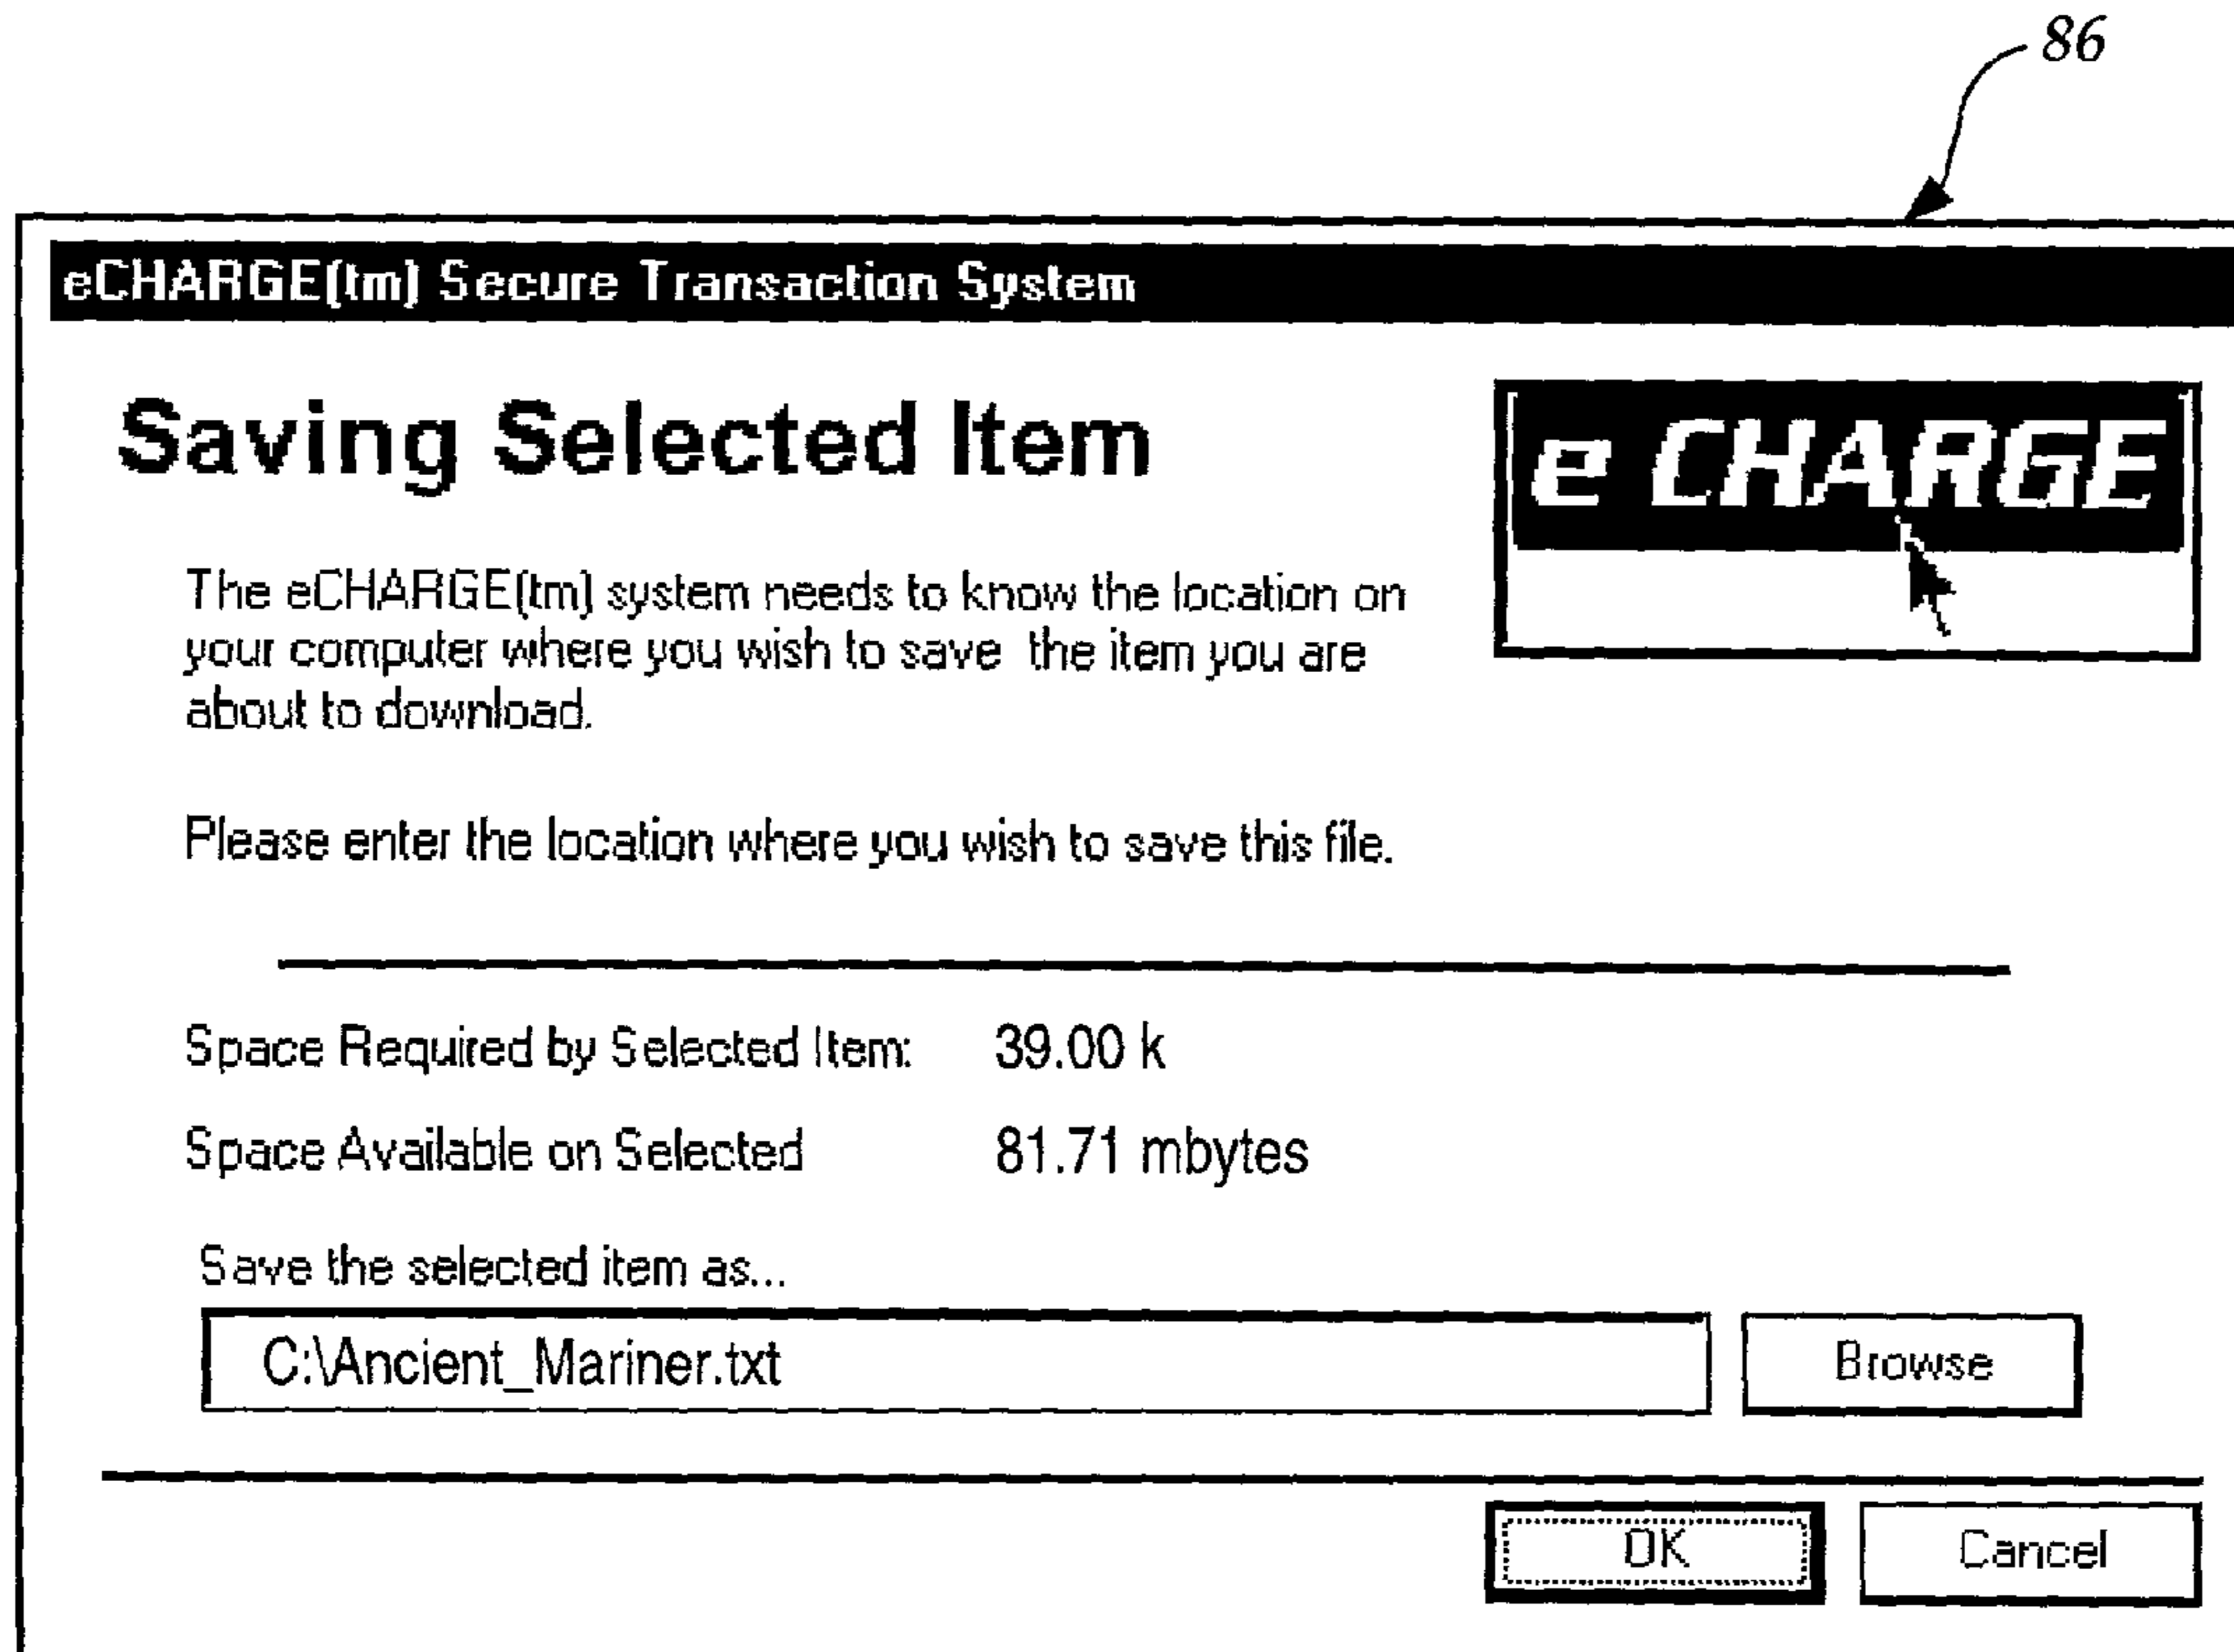 86
eCHARGE(tm) Secure Transaction System
Saving Selected Item
e CHARGE
The eCHARGE(tm) system needs to know the location on
your computer where you wish to save the item you are
about to download.
Please enter the location where you wish to save this file.
Space Required by Selected Item: 39.00 k
Space Available on Selected 81.71 mbytes
Save the selected item as...
C:\Ancient_Mariner.txt
Browse
OK
Cancel